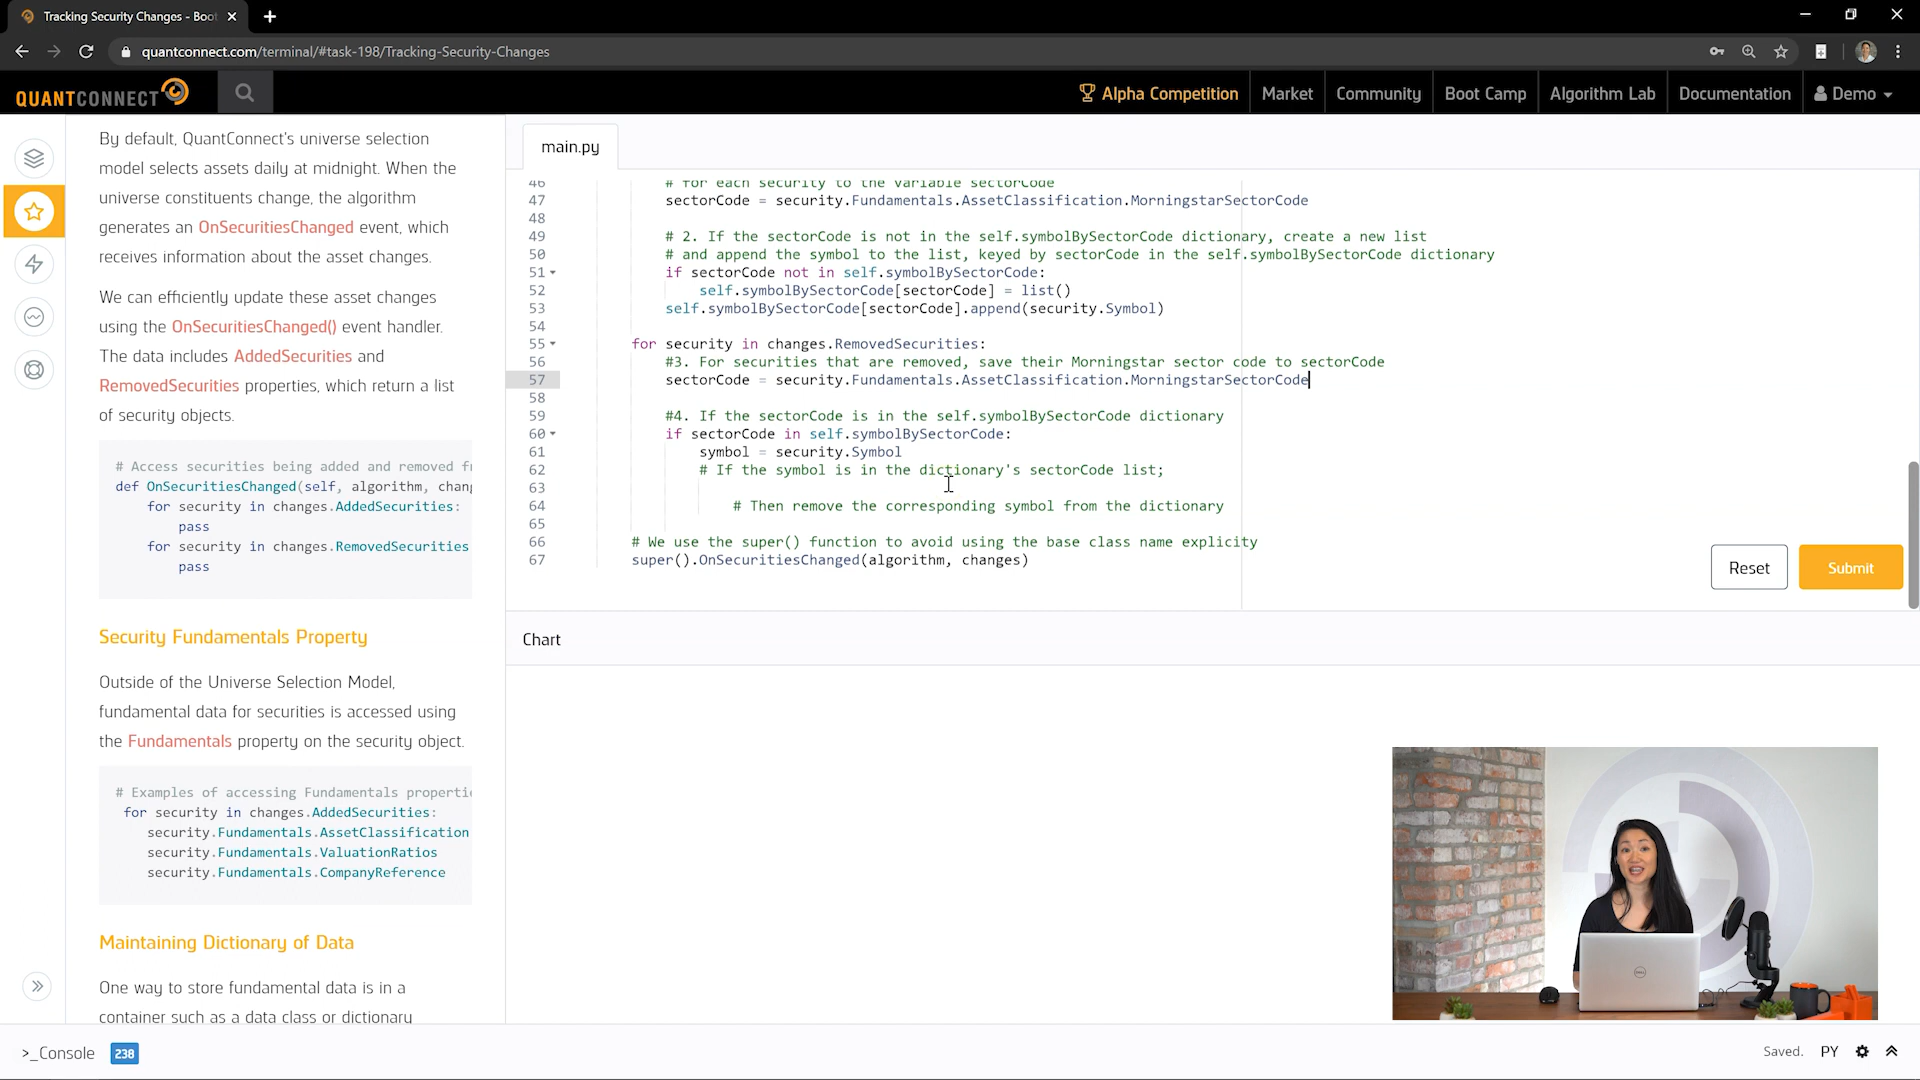 Tracking Security Changes - Boot
quantconnect.com/terminal/#task-198/Tracking-Security-Changes
QUANTCONNECT
Alpha Competition
Market
Community
Boot Camp
Algorithm Lab
Documentation
Demo
By default, QuantConnect's universe selection
model selects assets daily at midnight. When the
universe constituents change, the algorithm
generates an OnSecuritiesChanged event, which
receives information about the asset changes.
We can efficiently update these asset changes
using the OnSecuritiesChanged() event handler.
The data includes AddedSecurities and
RemovedSecurities properties, which return a list
of security objects.
# Access securities being added and removed f
def OnSecuritiesChanged(self, algorithm, chang
for security in changes.AddedSecurities:
pass
for security in changes.RemovedSecurities
pass
Security Fundamentals Property
Outside of the Universe Selection Model,
fundamental data for securities is accessed using
the Fundamentals property on the security object.
# Examples of accessing Fundamentals propertie
for security in changes.AddedSecurities:
security.Fundamentals.AssetClassification
security.Fundamentals.ValuationRatios
security.Fundamentals.CompanyReference
Maintaining Dictionary of Data
One way to store fundamental data is in a
container such as a data class or dictionary
main.py
46 # for each security to the variable sectorCode
47 sectorCode = security.Fundamentals.AssetClassification.MorningstarSectorCode
48
49 # 2. If the sectorCode is not in the self.symbolBySectorCode dictionary, create a new list
50 # and append the symbol to the list, keyed by sectorCode in the self.symbolBySectorCode dictionary
51 if sectorCode not in self.symbolBySectorCode:
52 self.symbolBySectorCode[sectorCode] = list()
53 self.symbolBySectorCode[sectorCode].append(security.Symbol)
54
55 for security in changes.RemovedSecurities:
56 #3. For securities that are removed, save their Morningstar sector code to sectorCode
57 sectorCode = security.Fundamentals.AssetClassification.MorningstarSectorCode
58
59 #4. If the sectorCode is in the self.symbolBySectorCode dictionary
60 if sectorCode in self.symbolBySectorCode:
61 symbol = security.Symbol
62 # If the symbol is in the dictionary's sectorCode list;
63
64 # Then remove the corresponding symbol from the dictionary
65
66 # We use the super() function to avoid using the base class name explicity
67 super().OnSecuritiesChanged(algorithm, changes)
Reset
Submit
Chart
DELL
>_Console 238
Saved. PY